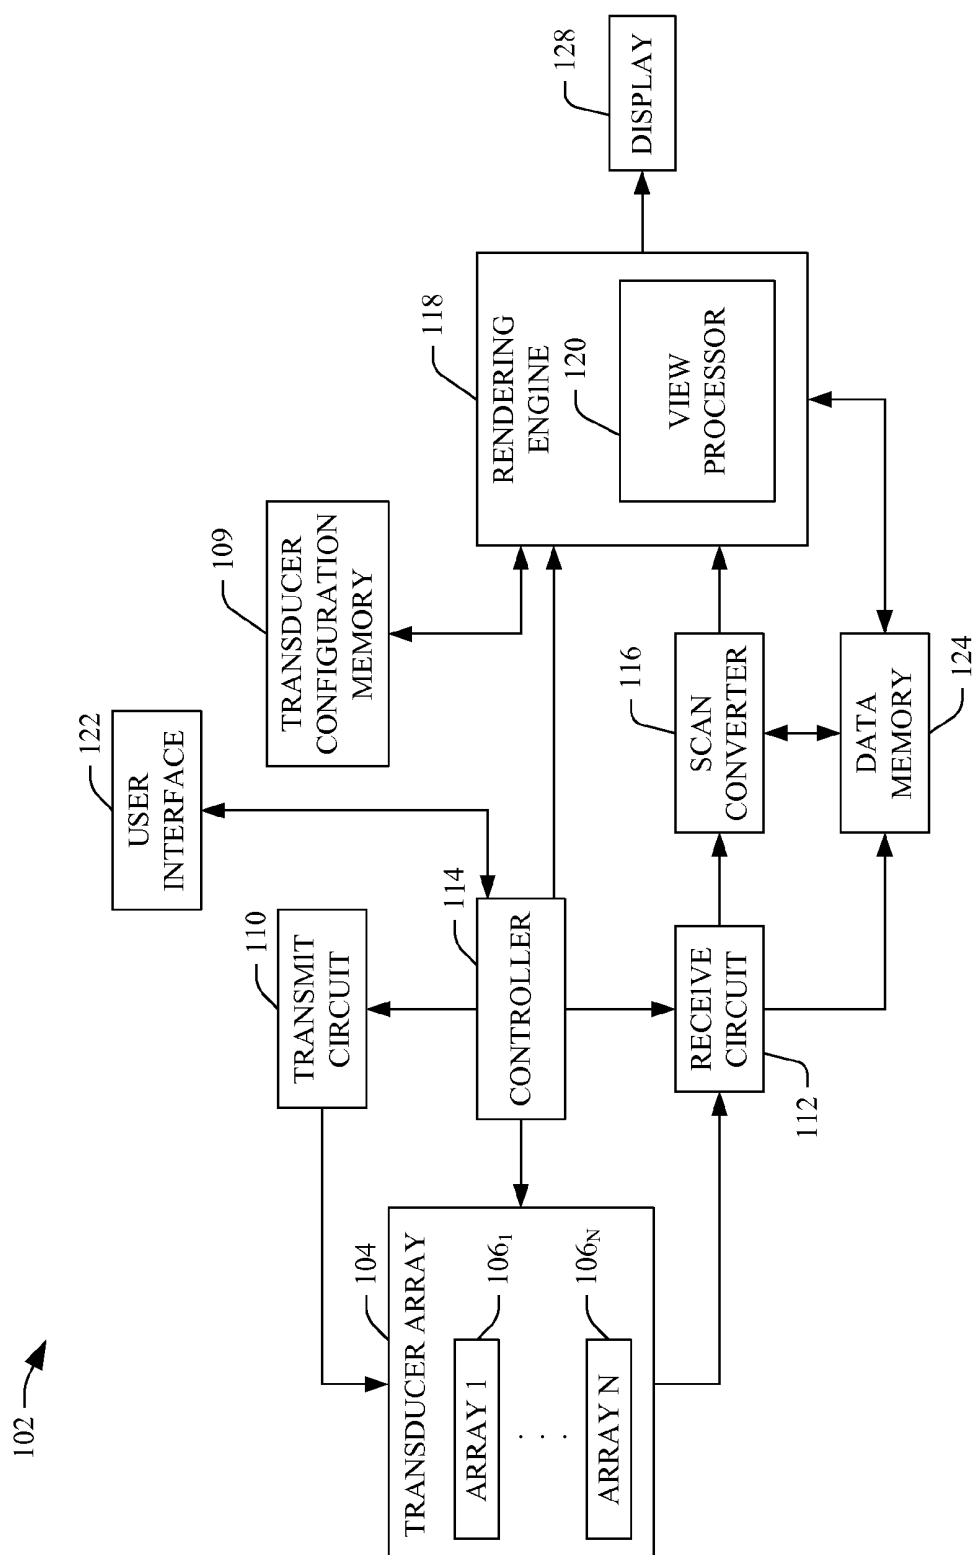 102
TRANSDUCER ARRAY
104
ARRAY 1
106₁
. . .
ARRAY N
106ɴ
TRANSMIT
CIRCUIT
110
CONTROLLER
114
RECEIVE
CIRCUIT
112
USER
INTERFACE
122
TRANSDUCER
CONFIGURATION
MEMORY
109
SCAN
CONVERTER
116
DATA
MEMORY
124
RENDERING
ENGINE
118
VIEW
PROCESSOR
120
DISPLAY
128